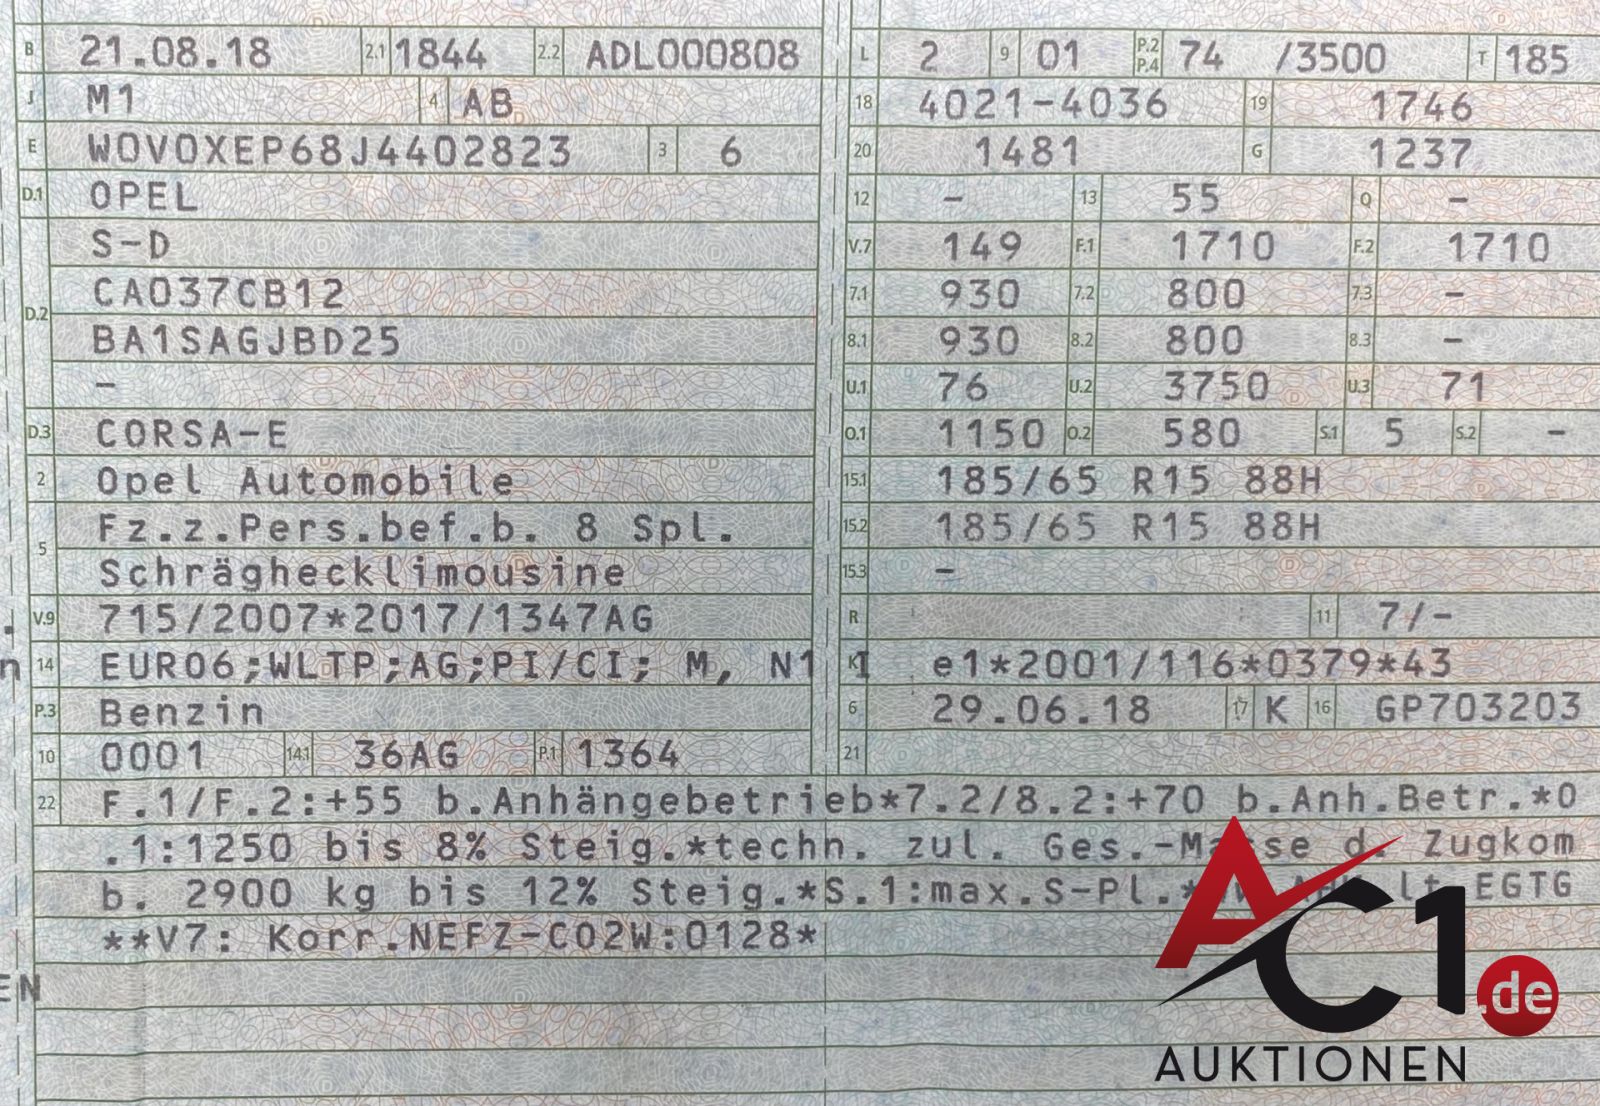 B 21.08.18 2.1 1844 2.2 ADL000808 L 2 9 01 P.2 P.4 74 /3500 T 185
J M1 4 AB 18 4021-4036 19 1746
E W0V0XEP68J4402823 3 6 20 1481 G 1237
D.1 OPEL 12 - 13 55 Q -
D.2 S-D V.7 149 F.1 1710 F.2 1710
CA037CB12 7.1 930 7.2 800 7.3 -
BA1SAGJBD25 8.1 930 8.2 800 8.3 -
- U.1 76 U.2 3750 U.3 71
D.3 CORSA-E O.1 1150 O.2 580 S.1 5 S.2 -
2 Opel Automobile 15.1 185/65 R15 88H
5 Fz.z.Pers.bef.b. 8 Spl. 15.2 185/65 R15 88H
Schräghecklimousine 15.3 -
. V.9 715/2007*2017/1347AG R 11 7/-
n 14 EURO6;WLTP;AG;PI/CI; M, N1 I K e1*2001/116*0379*43
P.3 Benzin 6 29.06.18 17 K 16 GP703203
10 0001 14.1 36AG P.1 1364 21
22 F.1/F.2:+55 b.Anhängebetrieb*7.2/8.2:+70 b.Anh.Betr.*O
.1:1250 bis 8% Steig.*techn. zul. Ges.-Masse d. Zugkom
b. 2900 kg bis 12% Steig.*S.1:max.S-Pl.* lt EGTG
**V7: Korr.NEFZ-CO2W:0128*
EN
AC1.de
AUKTIONEN